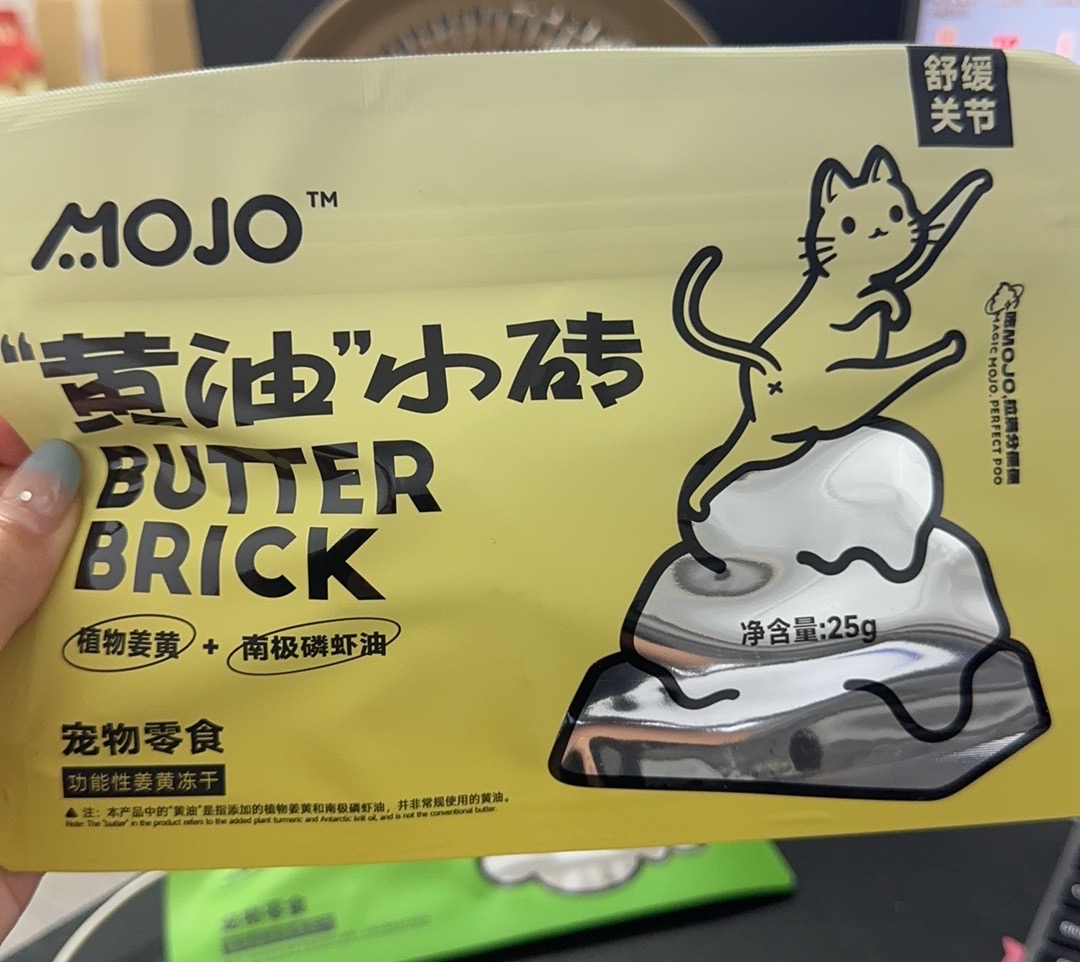 舒缓
关节
MOJO™
“黄油”小砖
BUTTER
BRICK
植物姜黄 + 南极磷虾油
净含量:25g
宠物零食
功能性姜黄冻干
注：本产品中的“黄油”是指添加的植物姜黄和南极磷虾油，并非常规使用的黄油。
Note: The "butter" in the product refers to the added plant turmeric and Antarctic krill oil, and is not the conventional butter.
MAGIC MOJO. PERFECT POO